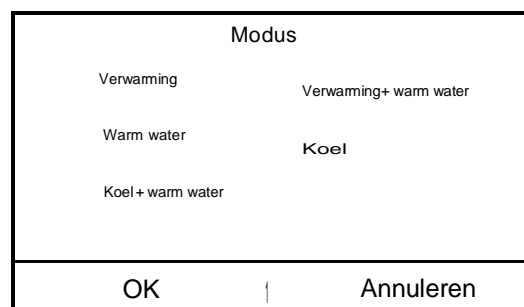 Modus
Verwarming
Verwarming+ warm water
Warm water
Koel
Koel + warm water
OK
Annuleren